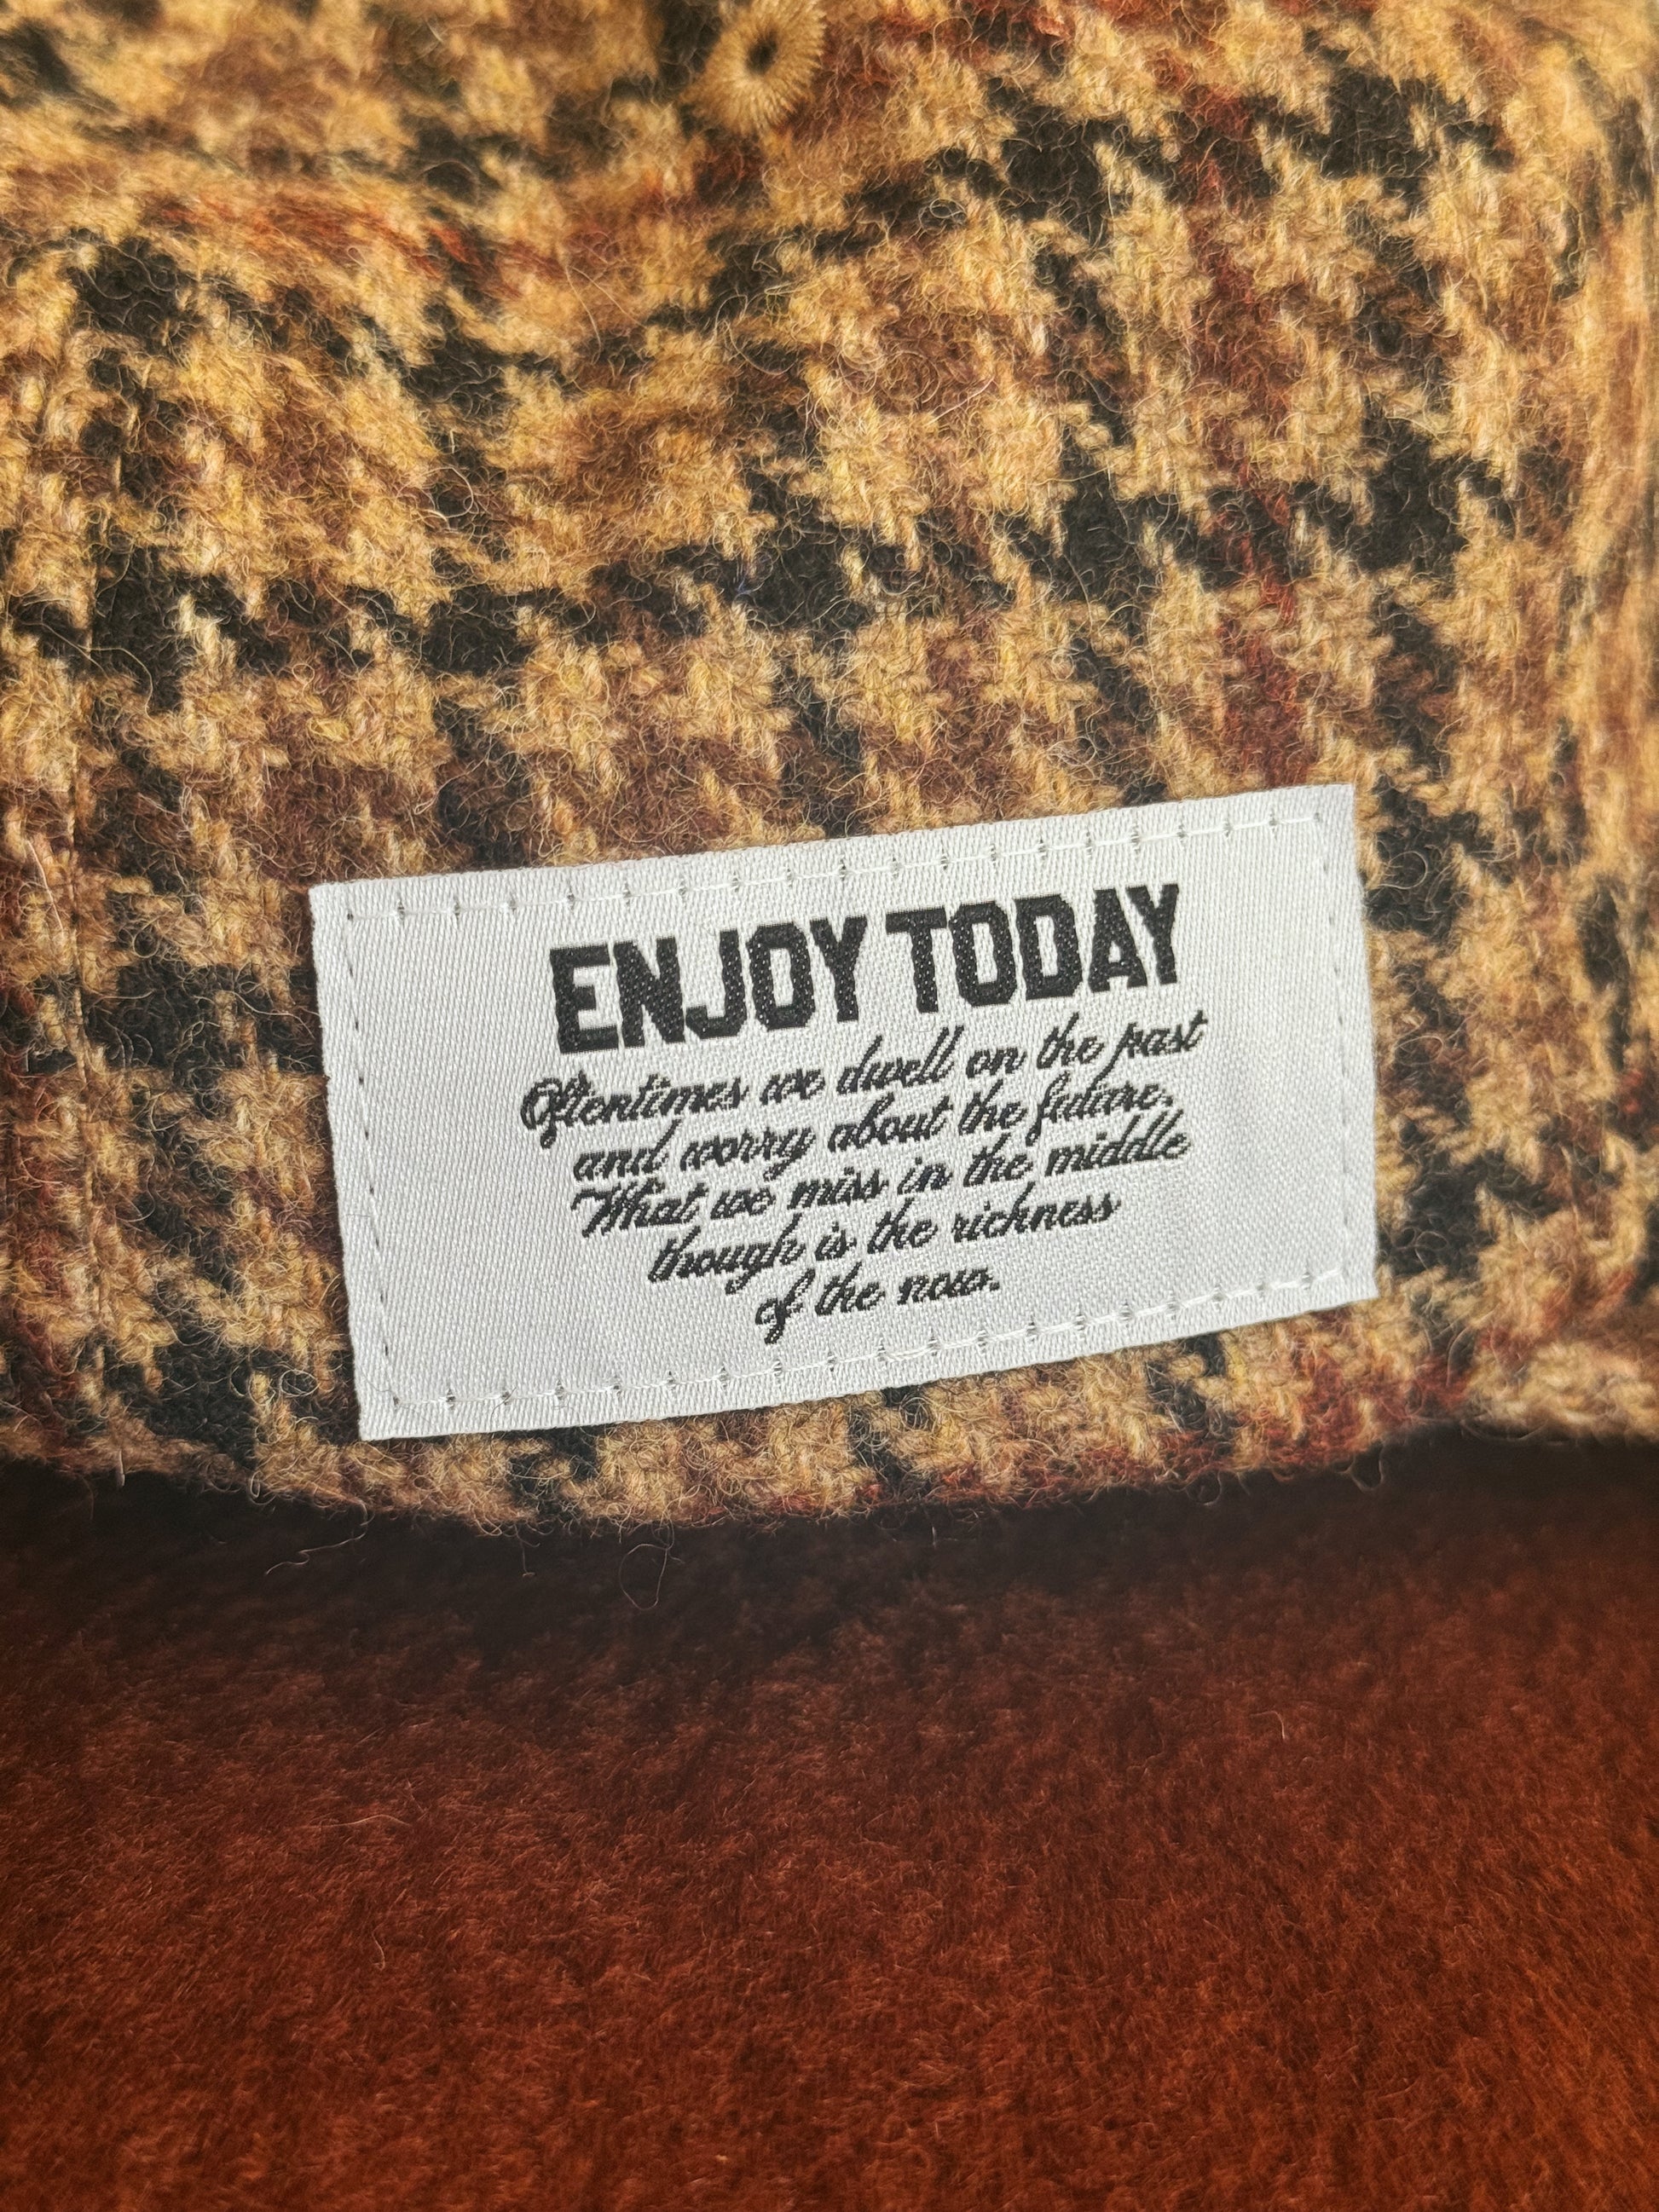 ENJOY TODAY
Oftentimes we dwell on the past
and worry about the future.
What we miss in the middle
though is the richness
of the now.